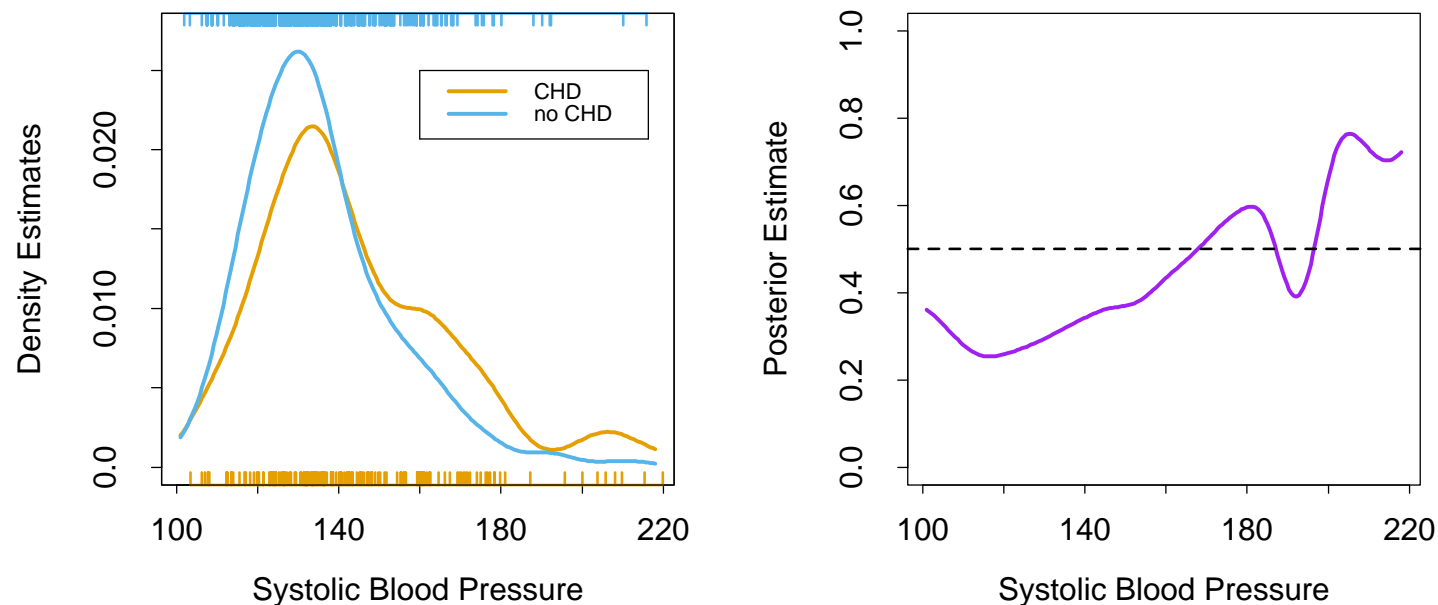 Density Estimates
0.0
0.010
0.020
CHD
no CHD
100
140
180
220
Systolic Blood Pressure
Posterior Estimate
0.0
0.2
0.4
0.6
0.8
1.0
100
140
180
220
Systolic Blood Pressure